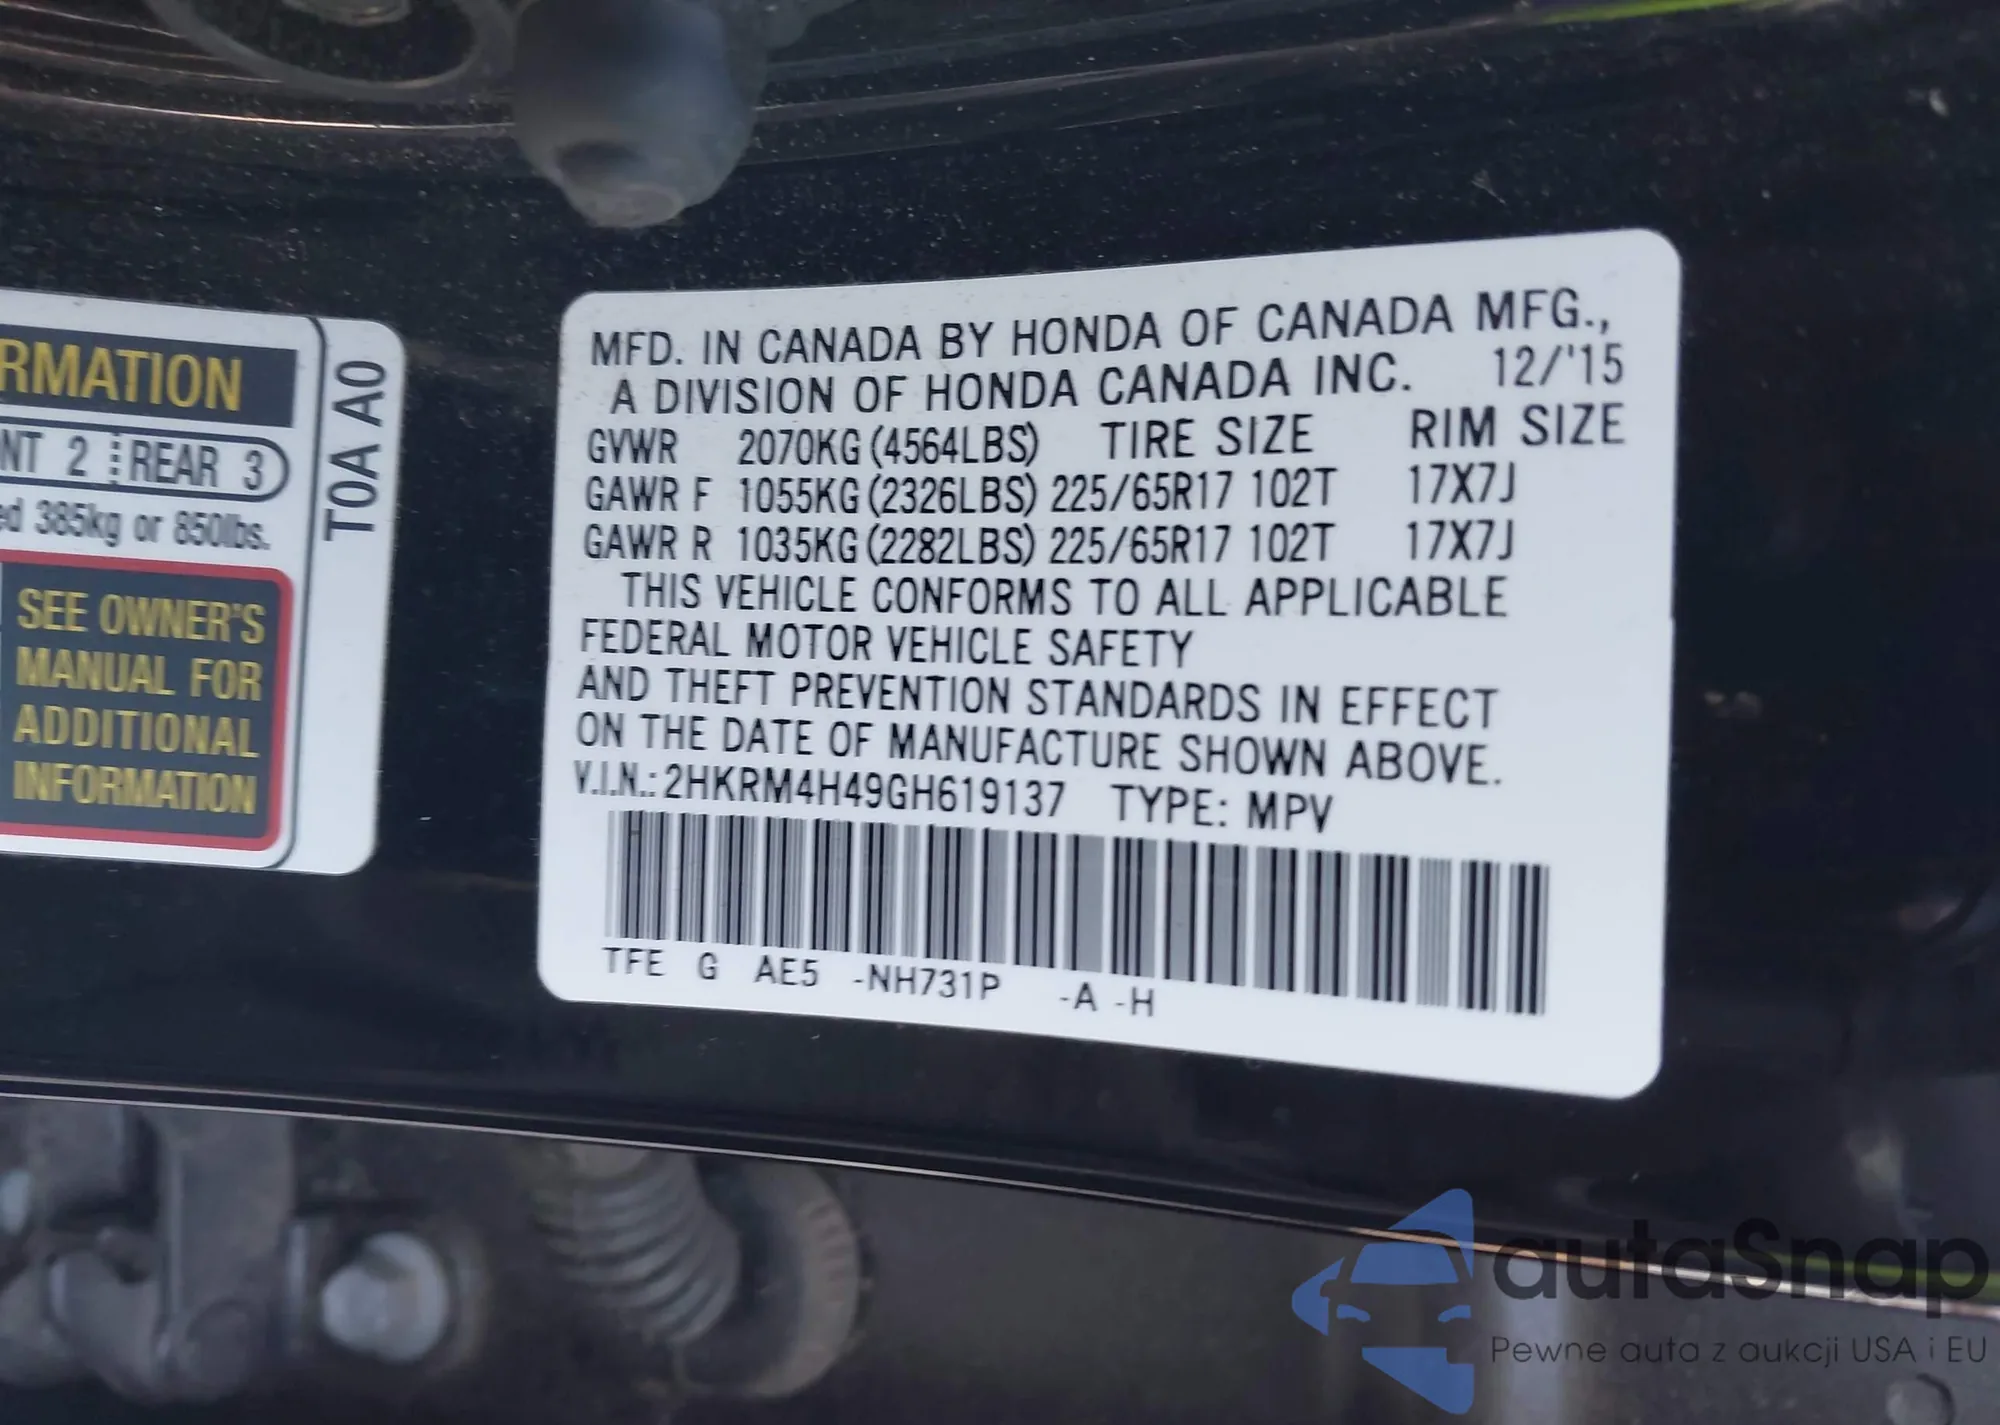 RMATION
NT 2 REAR 3
ed 385kg or 850lbs.
SEE OWNER'S
MANUAL FOR
ADDITIONAL
INFORMATION
T0A A0
MFD. IN CANADA BY HONDA OF CANADA MFG.,
A DIVISION OF HONDA CANADA INC. 12/'15
GVWR 2070KG (4564LBS) TIRE SIZE RIM SIZE
GAWR F 1055KG (2326LBS) 225/65R17 102T 17X7J
GAWR R 1035KG (2282LBS) 225/65R17 102T 17X7J
THIS VEHICLE CONFORMS TO ALL APPLICABLE
FEDERAL MOTOR VEHICLE SAFETY
AND THEFT PREVENTION STANDARDS IN EFFECT
ON THE DATE OF MANUFACTURE SHOWN ABOVE.
V.I.N.: 2HKRM4H49GH619137 TYPE: MPV
H
TFE G AE5 -NH731P -A -H
autaSnap
Pewne auta z aukcji USA i EU